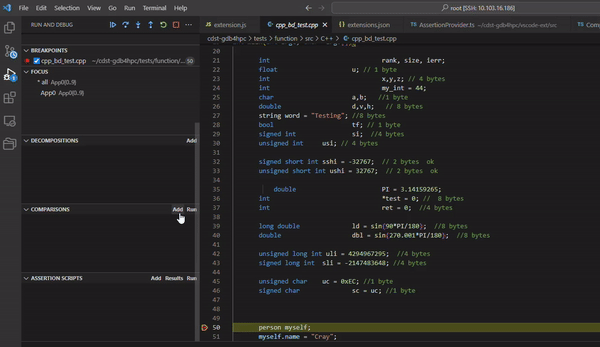 File Edit Selection View Go Run Terminal Help
root [SSH: 10.103.16.186]
RUN AND DEBUG
extension.js
cpp_bd_test.cpp
extensions.json
AssertionProvider.ts ~/cdst-gdb4hpc/vscode-ext/src
cdst-gdb4hpc > tests > function > src > C++ > cpp_bd_test.cpp
BREAKPOINTS
cpp_bd_test.cpp ~/cdst-gdb4hpc/tests/function/... 50
FOCUS
* all App0{0..9}
App0 App0{0..9}
DECOMPOSITIONS Add
COMPARISONS Add Run
ASSERTION SCRIPTS Add Results Run
20
21 int rank, size, ierr;
22 float u; // 1 byte
23 int x,y,z; // 4 bytes
24 int my_int = 44;
25 char a,b; //1 byte
26 double d,v,h; // 8 bytes
27 string word = "Testing"; //8 bytes
28 bool tf; // 1 byte
29 signed int si; //4 bytes
30 unsigned int usi; // 4 bytes
31
32 signed short int sshi = -32767; // 2 bytes ok
33 unsigned short int ushi = 32767; // 2 bytes ok
34
35 double PI = 3.14159265;
36 int *test = 0; // 8 bytes
37 int ret = 0; //4 bytes
38
39 long double ld = sin(90*PI/180); //8 bytes
40 double dbl = sin(270.001*PI/180); //8 bytes
41
42 unsigned long int uli = 4294967295; //4 bytes
43 signed long int sli = -2147483648; //4 bytes
44
45 unsigned char uc = 0xEC; //1 byte
46 signed char sc = uc; //1 byte
47
48
49
50 person myself;
51 myself.name = "Cray";